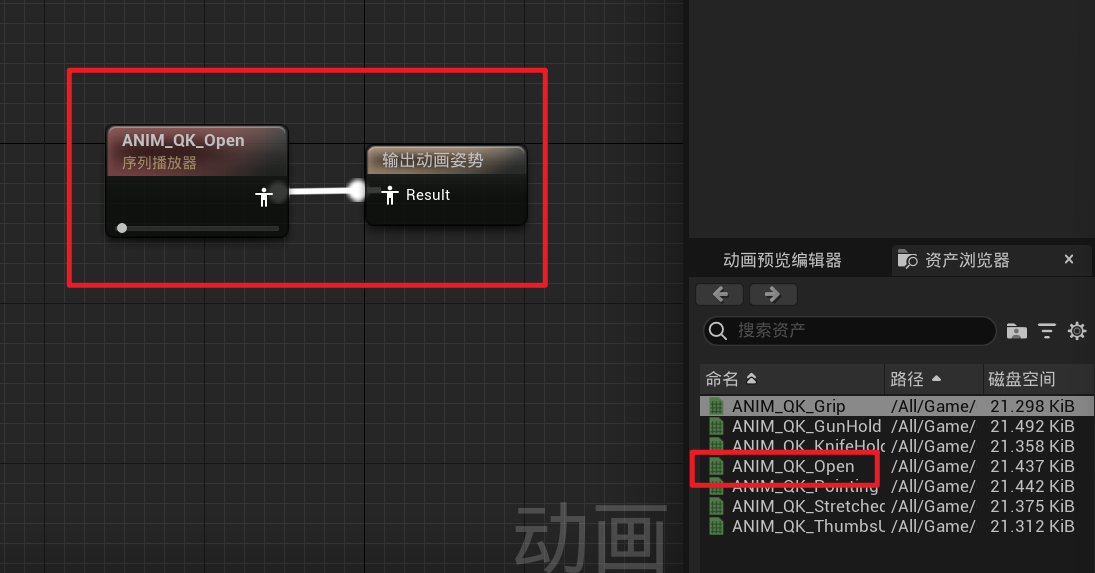 ANIM_QK_Open
序列播放器
输出动画姿势
Result
动画
动画预览编辑器
资产浏览器
搜索资产
命名 路径 磁盘空间
ANIM_QK_Grip /All/Game/ 21.298 KiB
ANIM_QK_GunHold /All/Game/ 21.492 KiB
ANIM_QK_KnifeHold /All/Game/ 21.358 KiB
ANIM_QK_Open /All/Game/ 21.437 KiB
ANIM_QK_Pointing /All/Game/ 21.442 KiB
ANIM_QK_Stretched /All/Game/ 21.375 KiB
ANIM_QK_ThumbsU /All/Game/ 21.312 KiB